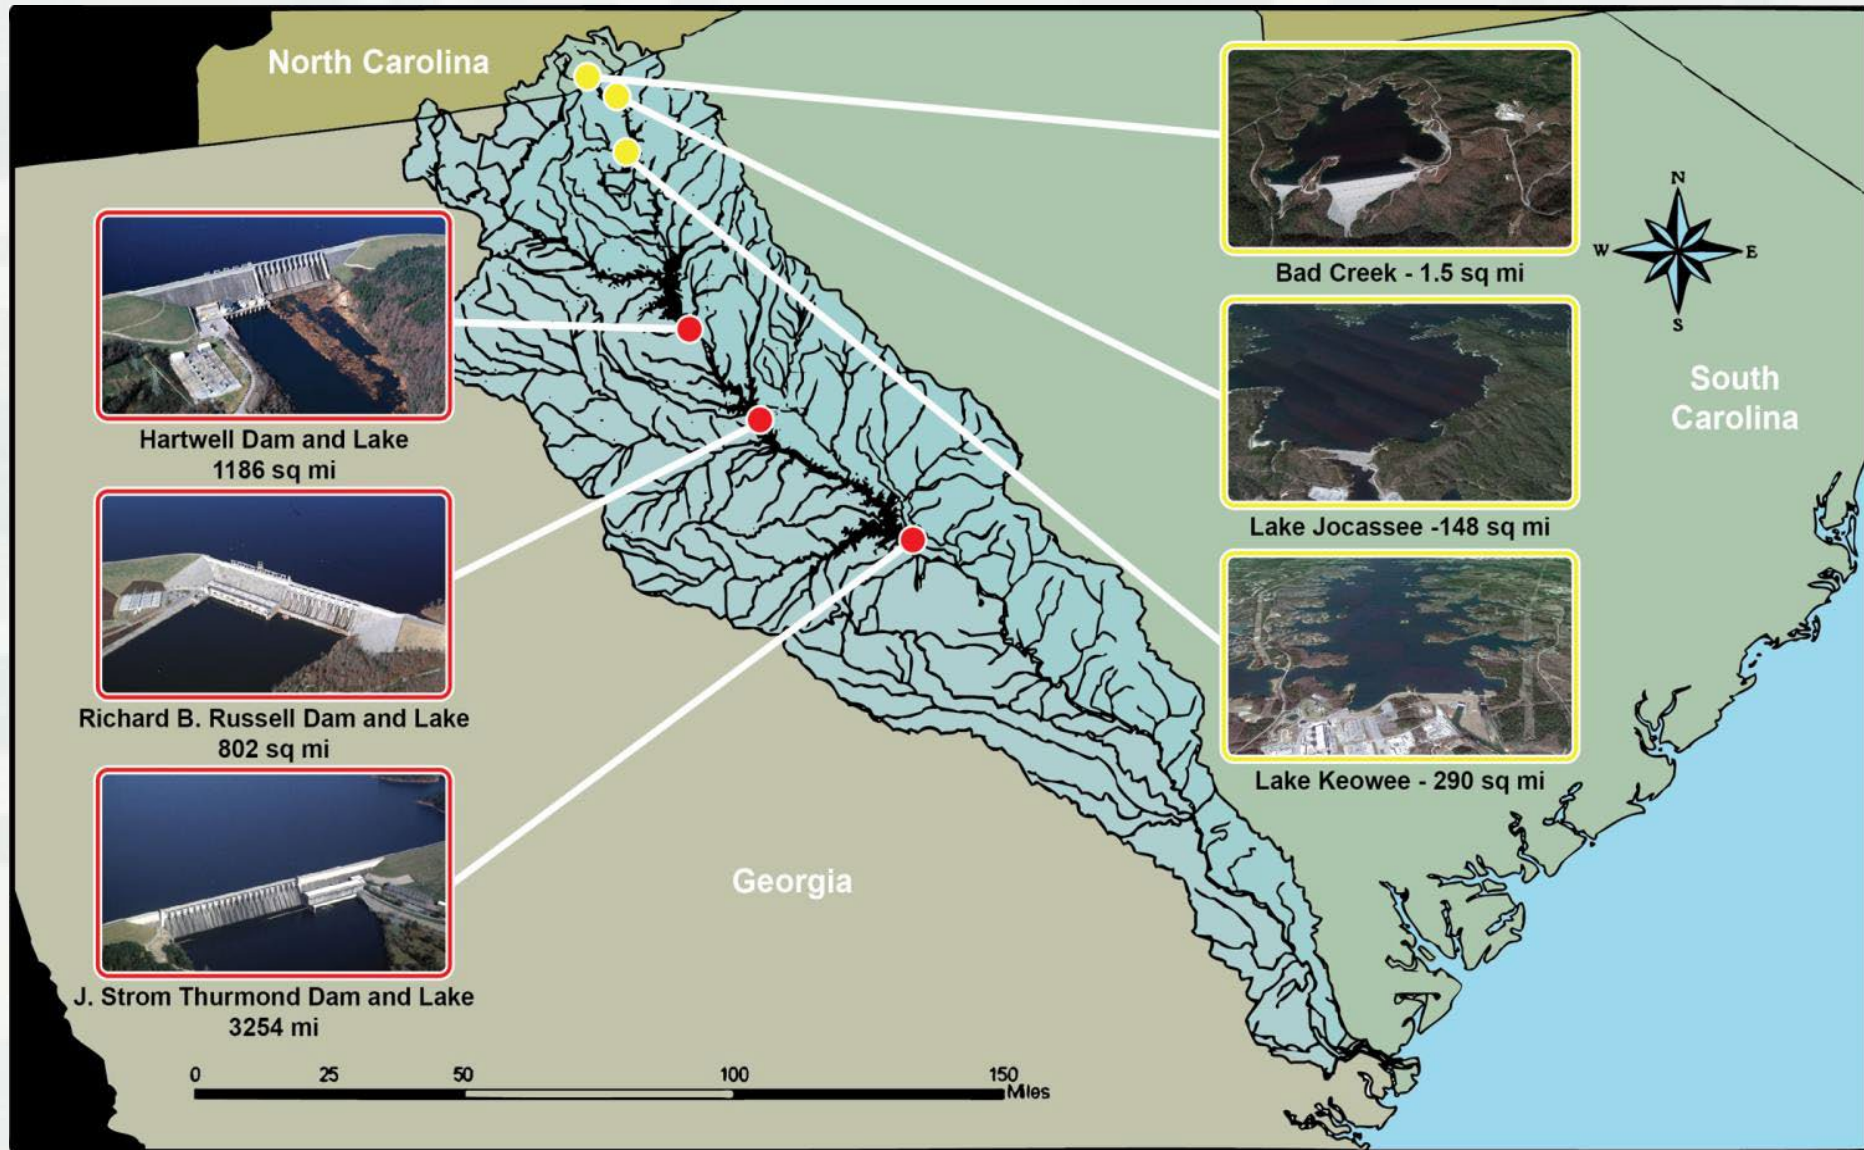 North Carolina
Bad Creek - 1.5 sq mi
N
W
E
S
Hartwell Dam and Lake
1186 sq mi
Lake Jocassee -148 sq mi
South
Carolina
Richard B. Russell Dam and Lake
802 sq mi
Lake Keowee - 290 sq mi
Georgia
J. Strom Thurmond Dam and Lake
3254 mi
0 25 50 100 150
Miles